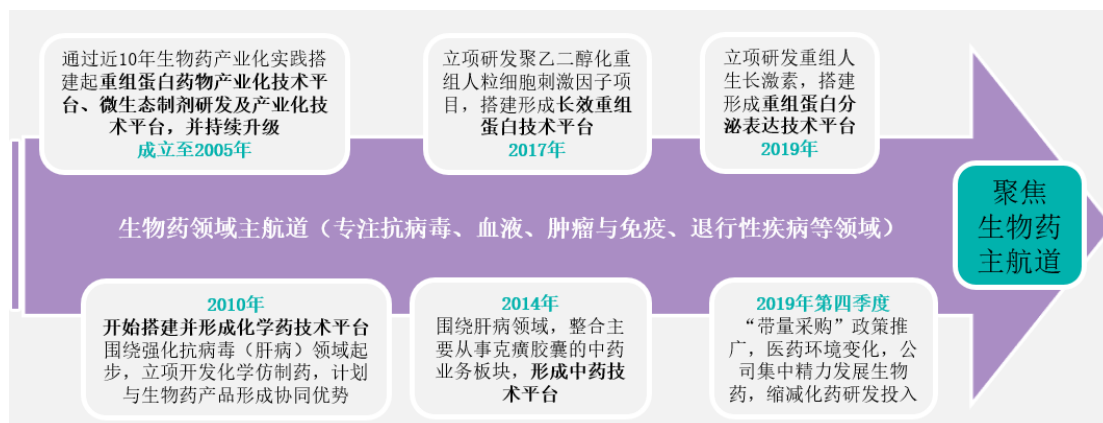 通过近10年生物药产业化实践搭
建起重组蛋白药物产业化技术平
台、微生态制剂研发及产业化技
术平台，并持续升级
成立至2005年
立项研发聚乙二醇化重
组人粒细胞刺激因子项
目，搭建形成长效重组
蛋白技术平台
2017年
立项研发重组人
生长激素，搭建
形成重组蛋白分
泌表达技术平台
2019年
生物药领域主航道（专注抗病毒、血液、肿瘤与免疫、退行性疾病等领域）
聚焦
生物药
主航道
2010年
开始搭建并形成化学药技术平台
围绕强化抗病毒（肝病）领域起
步，立项开发化学仿制药，计划
与生物药产品形成协同优势
2014年
围绕肝病领域，整合主
要从事克癀胶囊的中药
业务板块，形成中药技
术平台
2019年第四季度
“带量采购”政策推
广，医药环境变化，公
司集中精力发展生物
药，缩减化药研发投入